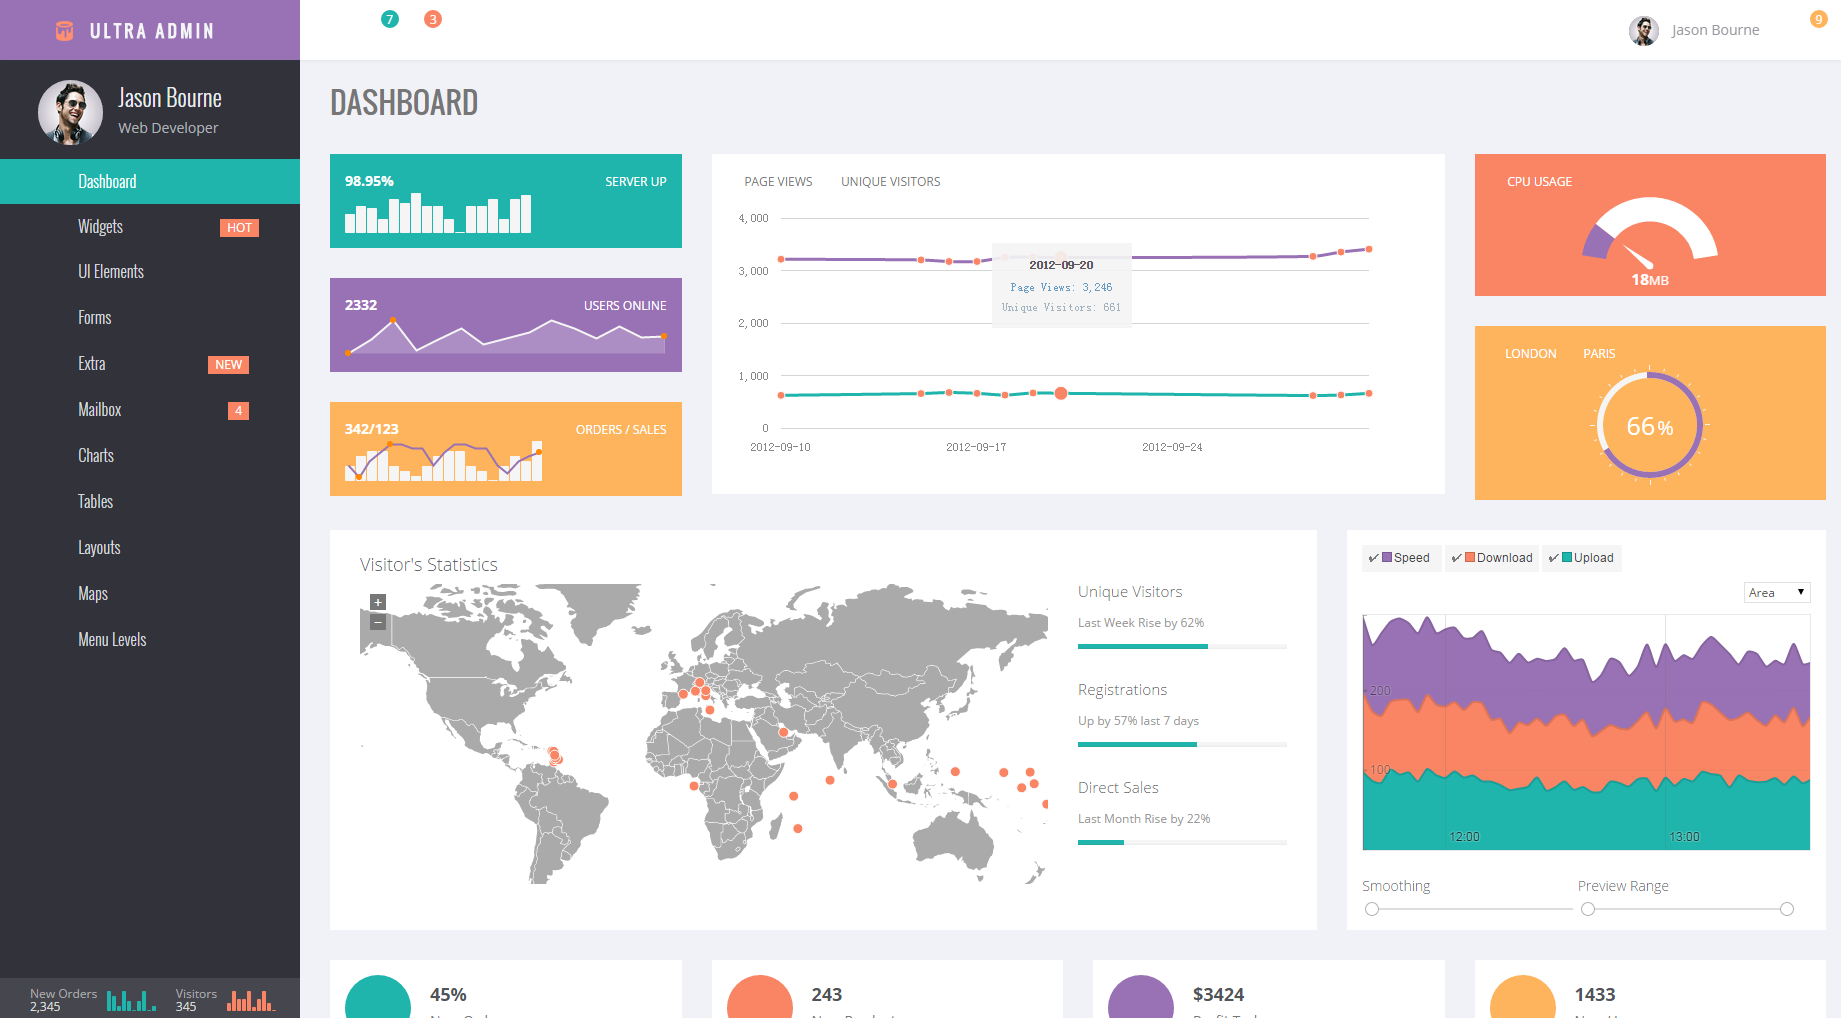 ULTRA ADMIN
7
3
Jason Bourne
9
Jason Bourne
Web Developer
Dashboard
Widgets
HOT
UI Elements
Forms
Extra
NEW
Mailbox
4
Charts
Tables
Layouts
Maps
Menu Levels
New Orders
2,345
Visitors
345
DASHBOARD
98.95%
SERVER UP
2332
USERS ONLINE
342/123
ORDERS / SALES
PAGE VIEWS
UNIQUE VISITORS
4,000
3,000
2,000
1,000
0
2012-09-20
Page Views: 3,246
Unique Visitors: 661
2012-09-10
2012-09-17
2012-09-24
CPU USAGE
18MB
LONDON
PARIS
66%
Visitor's Statistics
+
−
Unique Visitors
Last Week Rise by 62%
Registrations
Up by 57% last 7 days
Direct Sales
Last Month Rise by 22%
✔ Speed
✔ Download
✔ Upload
Area
200
100
12:00
13:00
Smoothing
Preview Range
45%
243
$3424
1433